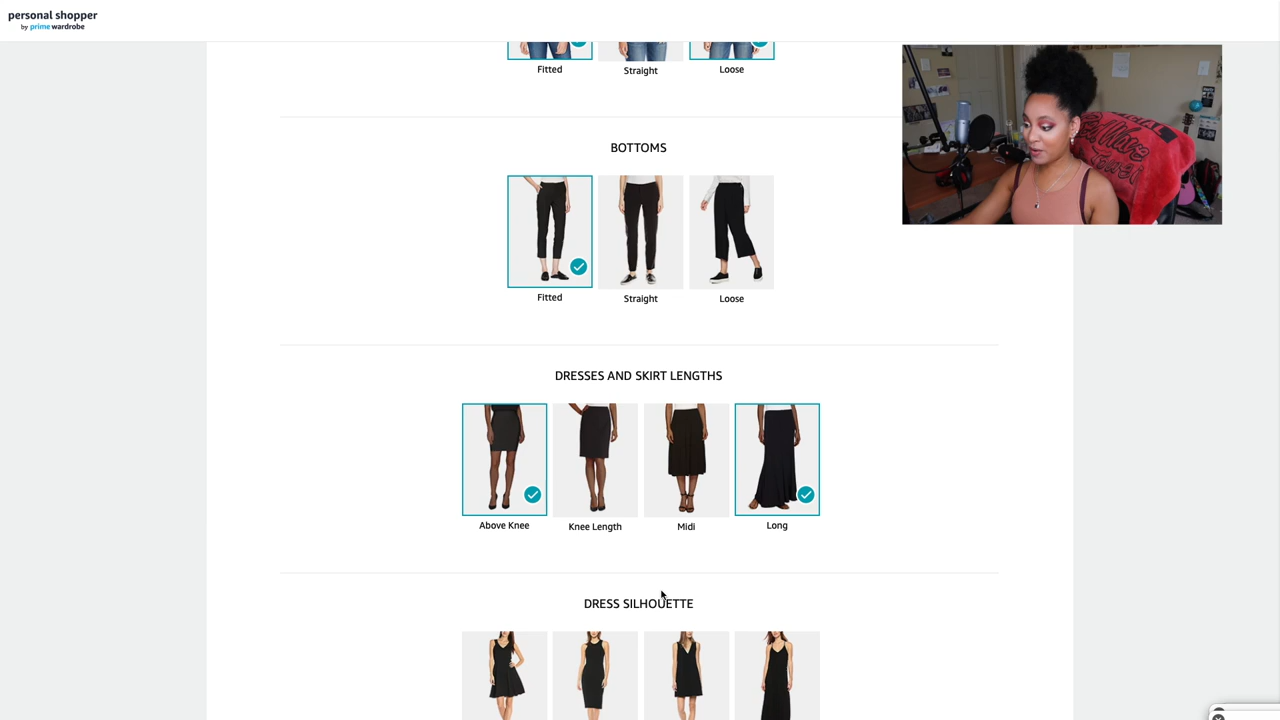 personal shopper
by prime wardrobe
Fitted
Straight
Loose
BOTTOMS
Fitted
Straight
Loose
DRESSES AND SKIRT LENGTHS
Above Knee
Knee Length
Midi
Long
DRESS SILHOUETTE